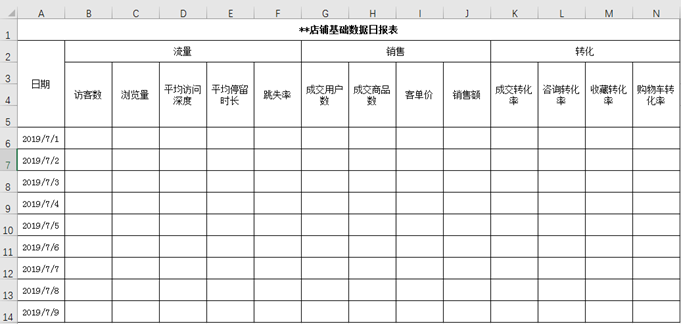 A B C D E F G H I J K L M N
1 **店铺基础数据日报表
2 日期 流量 销售 转化
3 访客数 浏览量 平均访问深度 平均停留时长 跳失率 成交用户数 成交商品数 客单价 销售额 成交转化率 咨询转化率 收藏转化率 购物车转化率
4
5
6 2019/7/1
7 2019/7/2
8 2019/7/3
9 2019/7/4
10 2019/7/5
11 2019/7/6
12 2019/7/7
13 2019/7/8
14 2019/7/9